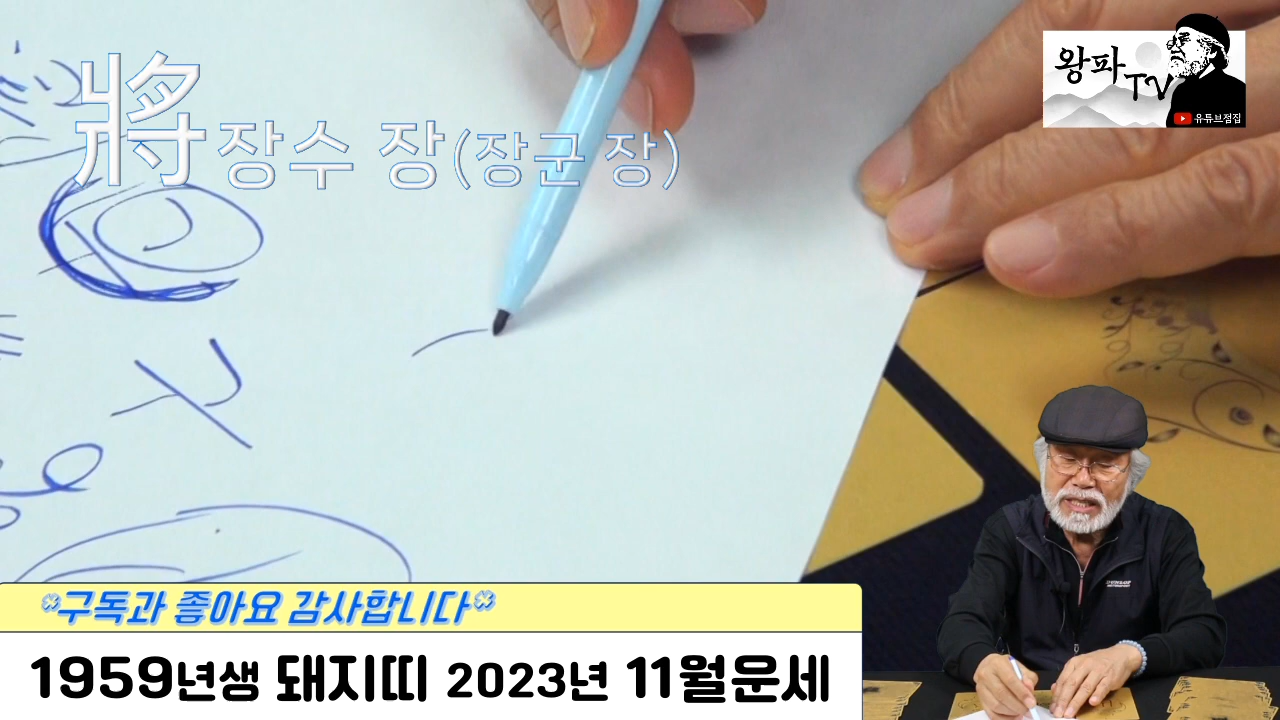 將 장수 장(장군 장)
왕파TV
유튜브점집
구독과 좋아요 감사합니다
1959년생 돼지띠 2023년 11월운세